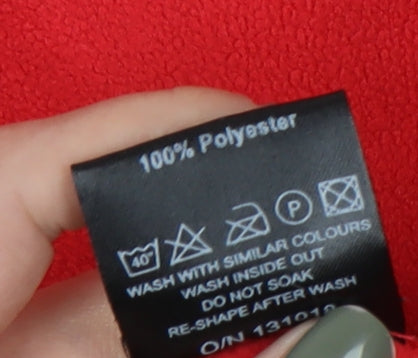 100% Polyester
40° P
WASH WITH SIMILAR COLOURS
WASH INSIDE OUT
DO NOT SOAK
RE-SHAPE AFTER WASH
O/N